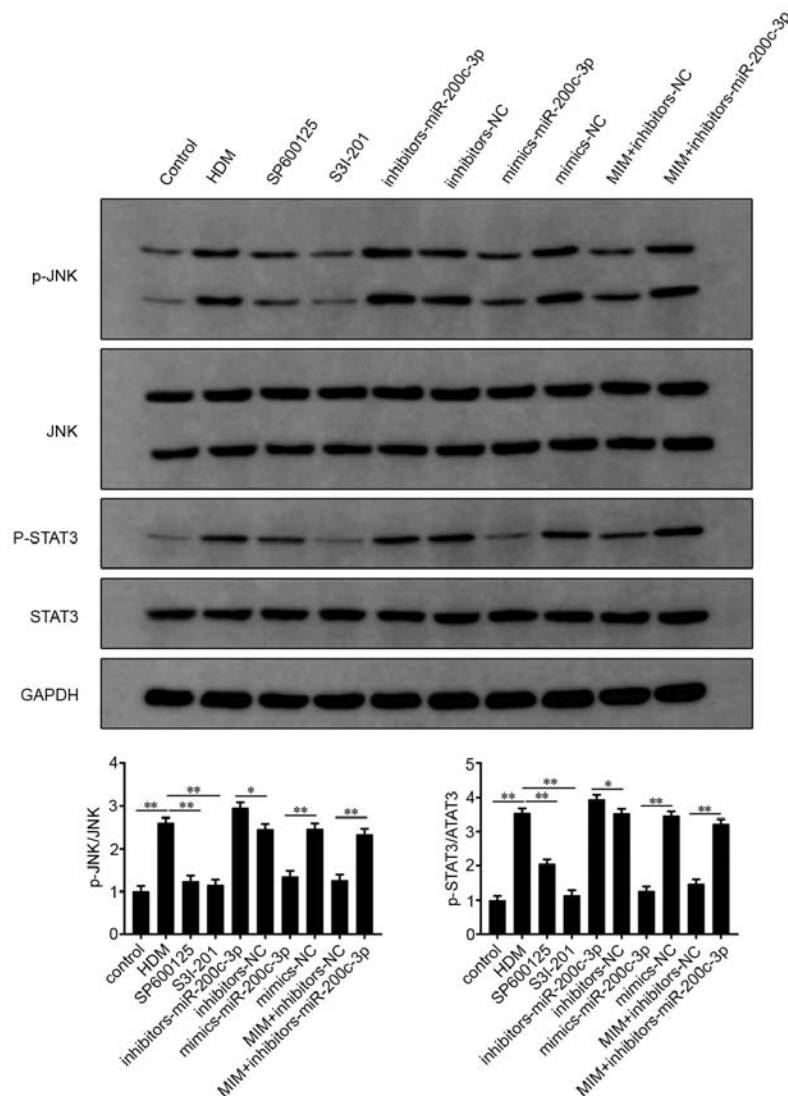 Control
HDM
SP600125
S3I-201
inhibitors-miR-200c-3p
iinhibitors-NC
mimics-miR-200c-3p
mimics-NC
MIM+inhibitors-NC
MIM+inhibitors-miR-200c-3p
p-JNK
JNK
P-STAT3
STAT3
GAPDH
p-JNK/JNK
4
3
2
1
0
** ** ** * ** **
control
HDM
SP600125
S3I-201
inhibitors-miR-200c-3p
inhibitors-NC
mimics-miR-200c-3p
mimics-NC
MIM+inhibitors-NC
MIM+inhibitors-miR-200c-3p
p-STAT3/ATAT3
5
4
3
2
1
0
** ** ** * ** **
control
HDM
SP600125
S3I-201
inhibitors-miR-200c-3p
inhibitors-NC
mimics-miR-200c-3p
mimics-NC
MIM+inhibitors-NC
MIM+inhibitors-miR-200c-3p